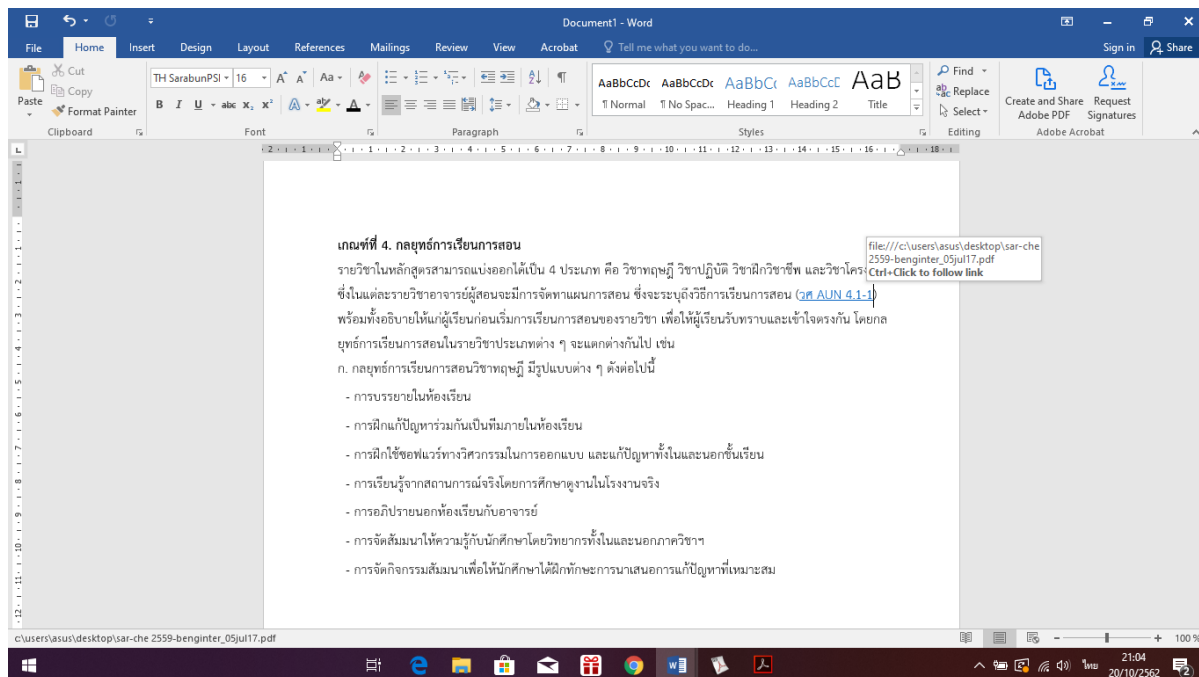 Document1 - Word
File Home Insert Design Layout References Mailings Review View Acrobat Tell me what you want to do... Sign in Share
Paste
Cut
Copy
Format Painter
Clipboard
TH SarabunPSI 16 A A Aa
B I U abc X₂ X² A A
Font
Paragraph
AaBbCcDc AaBbCcDc AaBbCc AaBbCcE AaB
¶ Normal ¶ No Spac... Heading 1 Heading 2 Title
Styles
Find
Replace
Select
Editing
Create and Share Adobe PDF
Request Signatures
Adobe Acrobat
2 1 1 2 3 4 5 6 7 8 9 10 11 12 13 14 15 16 18
เกณฑ์ที่ 4. กลยุทธ์การเรียนการสอน
รายวิชาในหลักสูตรสามารถแบ่งออกได้เป็น 4 ประเภท คือ วิชาทฤษฎี วิชาปฏิบัติ วิชาฝึกวิชาชีพ และวิชาโครง
file:///c:\users\asus\desktop\sar-che
2559-benginter_05jul17.pdf
Ctrl+Click to follow link
ซึ่งในแต่ละรายวิชาอาจารย์ผู้สอนจะมีการจัดทาแผนการสอน ซึ่งจะระบุถึงวิธีการเรียนการสอน (วศ AUN 4.1-1)
พร้อมทั้งอธิบายให้แก่ผู้เรียนก่อนเริ่มการเรียนการสอนของรายวิชา เพื่อให้ผู้เรียนรับทราบและเข้าใจตรงกัน โดยกล
ยุทธ์การเรียนการสอนในรายวิชาประเภทต่าง ๆ จะแตกต่างกันไป เช่น
ก. กลยุทธ์การเรียนการสอนวิชาทฤษฎี มีรูปแบบต่าง ๆ ดังต่อไปนี้
- การบรรยายในห้องเรียน
- การฝึกแก้ปัญหาร่วมกันเป็นทีมภายในห้องเรียน
- การฝึกใช้ซอฟแวร์ทางวิศวกรรมในการออกแบบ และแก้ปัญหาทั้งในและนอกชั้นเรียน
- การเรียนรู้จากสถานการณ์จริงโดยการศึกษาดูงานในโรงงานจริง
- การอภิปรายนอกห้องเรียนกับอาจารย์
- การจัดสัมมนาให้ความรู้กับนักศึกษาโดยวิทยากรทั้งในและนอกภาควิชาฯ
- การจัดกิจกรรมสัมมนาเพื่อให้นักศึกษาได้ฝึกทักษะการนาเสนอการแก้ปัญหาที่เหมาะสม
c:\users\asus\desktop\sar-che 2559-benginter_05jul17.pdf
100 %
ไทย
21:04
20/10/2562